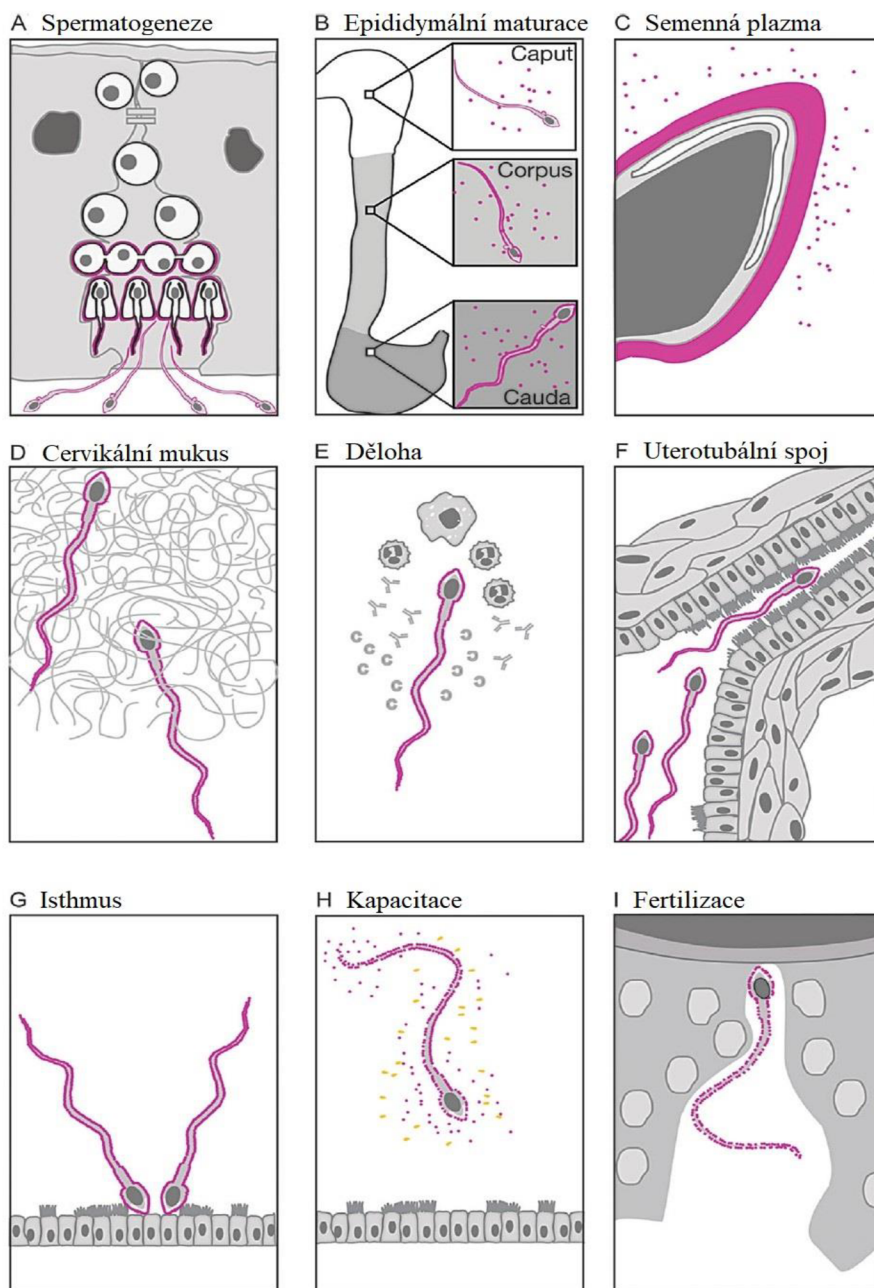 A Spermatogeneze
B Epididymální maturace
C Semenná plazma
Caput
Corpus
Cauda
D Cervikální mukus
E Děloha
F Uterotubální spoj
G Isthmus
H Kapacitace
I Fertilizace